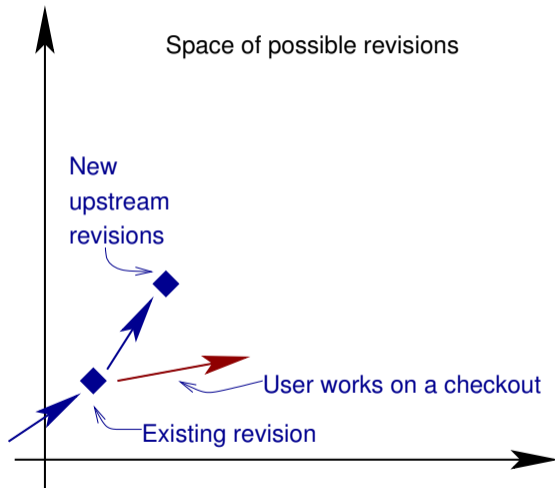 Space of possible revisions
New
upstream
revisions
User works on a checkout
Existing revision